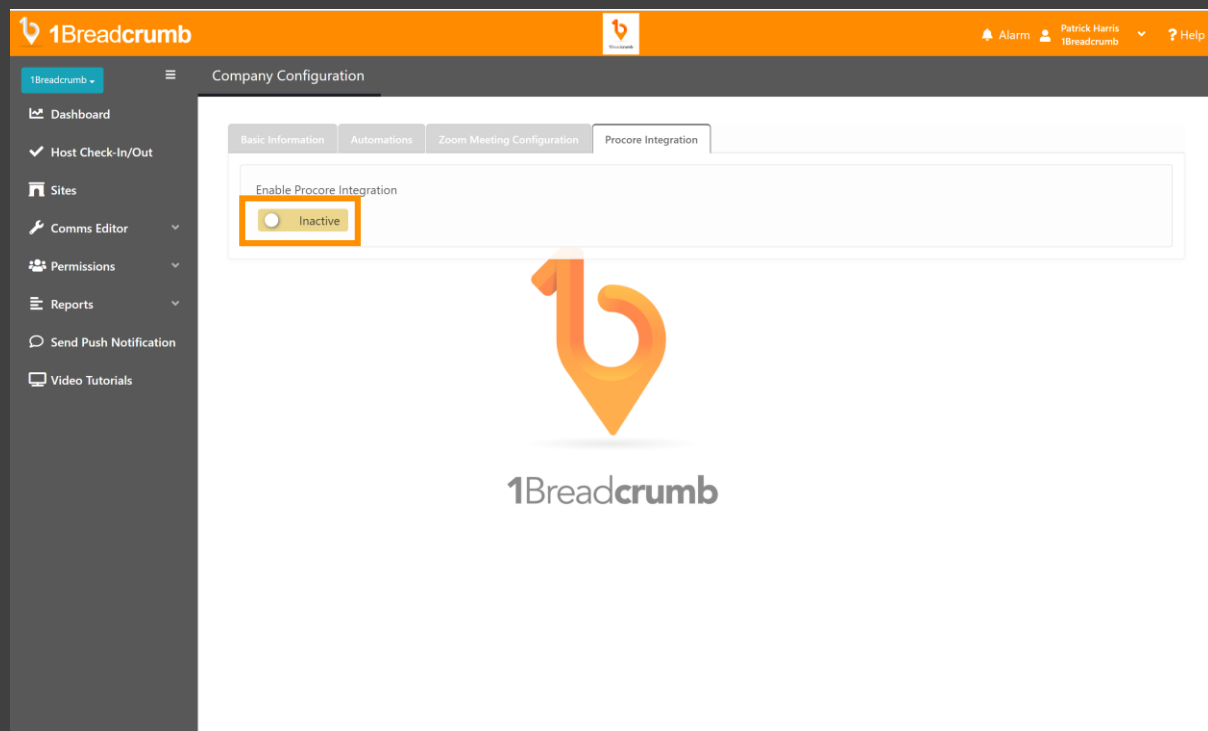 1Breadcrumb
1Breadcrumb
Alarm
Patrick Harris
1Breadcrumb
? Help
1Breadcrumb
Company Configuration
Dashboard
Host Check-In/Out
Sites
Comms Editor
Permissions
Reports
Send Push Notification
Video Tutorials
Basic Information
Automations
Zoom Meeting Configuration
Procore Integration
Enable Procore Integration
Inactive
1Breadcrumb